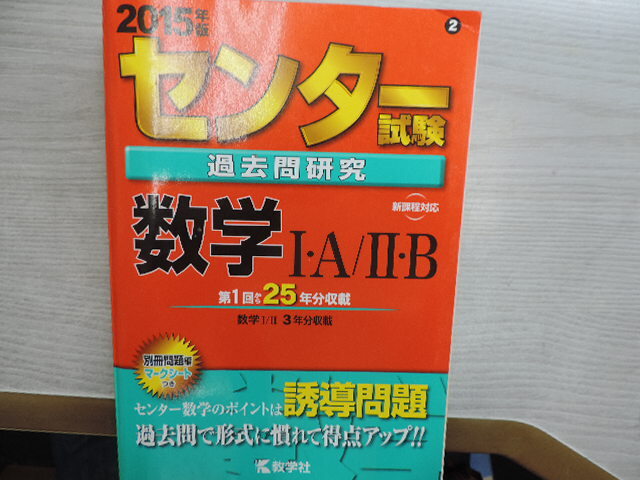 2015年版
2
センター
試験
過去問研究
新課程対応
数学Ⅰ・A/Ⅱ・B
第1回から25年分収載
数学Ⅰ/Ⅱ 3年分収載
別冊問題編
マークシート
つき
センター数学のポイントは誘導問題
過去問で形式に慣れて得点アップ!!
教学社